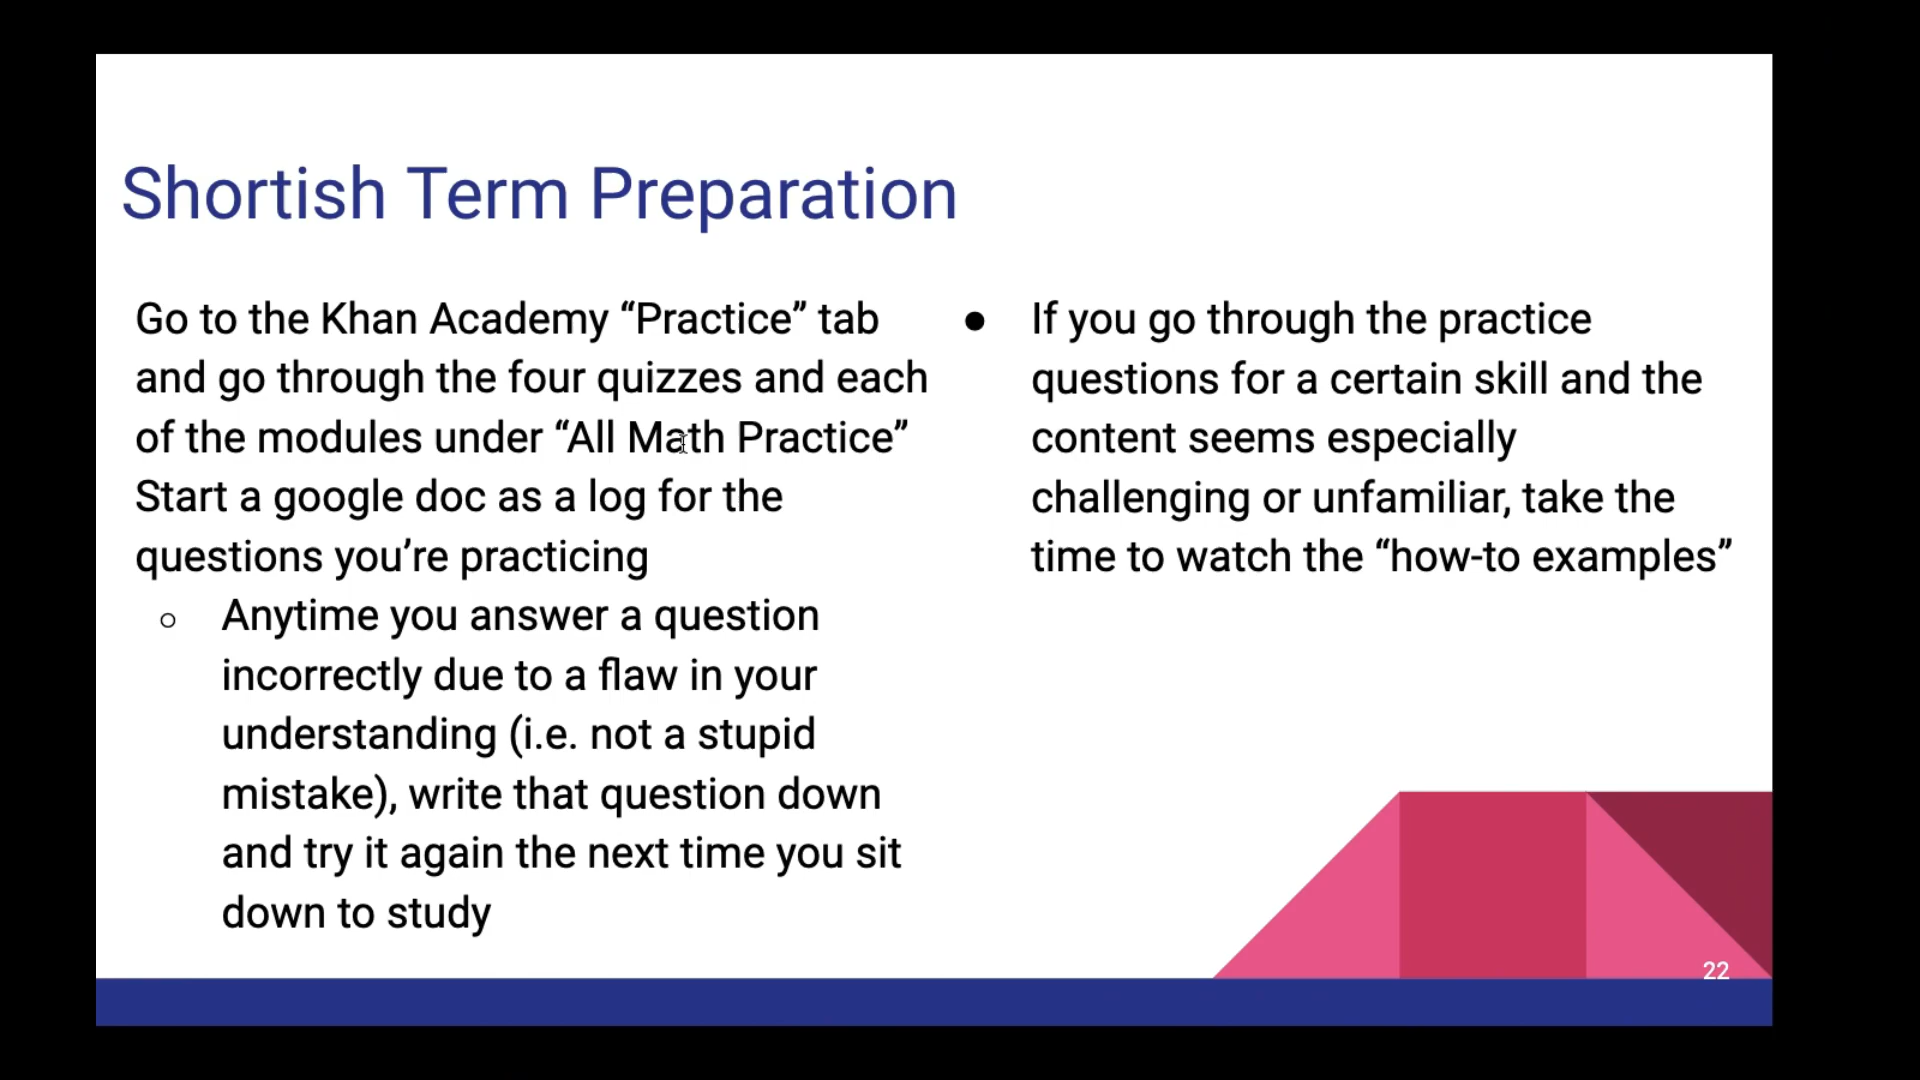 Shortish Term Preparation
Go to the Khan Academy “Practice” tab
and go through the four quizzes and each
of the modules under “All Math Practice”
Start a google doc as a log for the
questions you’re practicing
○ Anytime you answer a question
incorrectly due to a flaw in your
understanding (i.e. not a stupid
mistake), write that question down
and try it again the next time you sit
down to study
● If you go through the practice
questions for a certain skill and the
content seems especially
challenging or unfamiliar, take the
time to watch the “how-to examples”
22